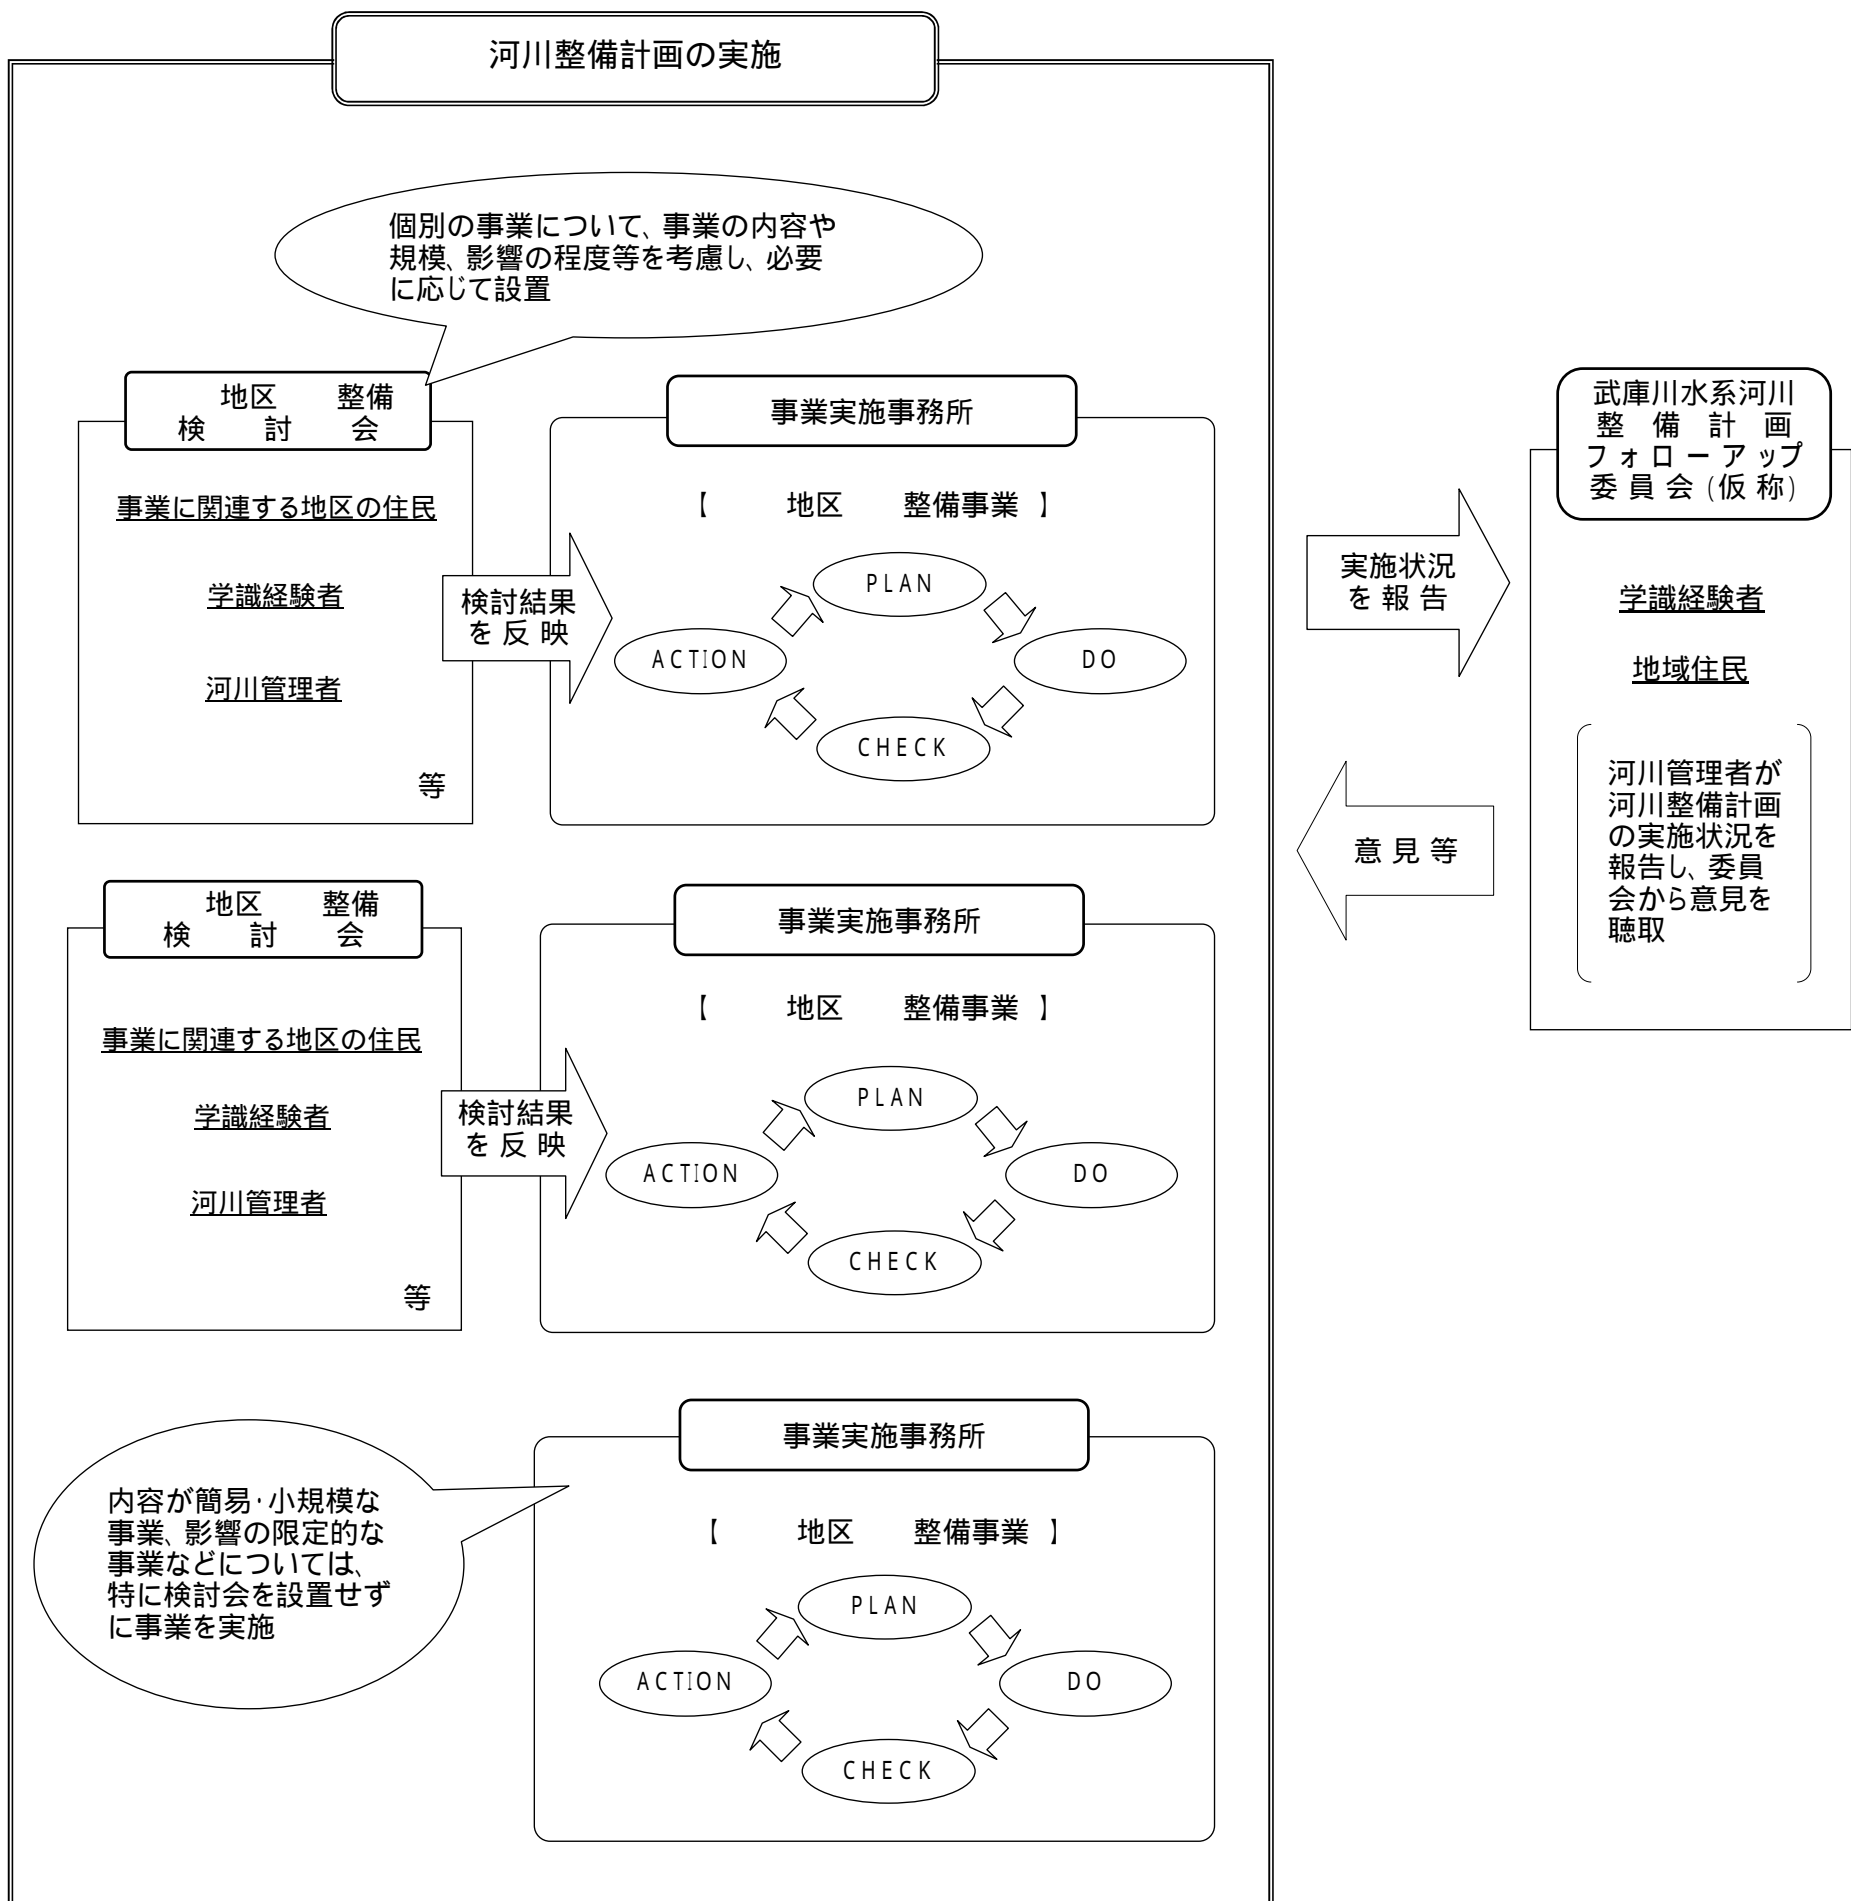 河川整備計画の実施
個別の事業について、事業の内容や
規模、影響の程度等を考慮し、必要
に応じて設置
地区 整備
検 討 会
事業に関連する地区の住民
学識経験者
河川管理者
等
検討結果
を反映
事業実施事務所
【 地区 整備事業 】
PLAN
DO
CHECK
ACTION
地区 整備
検 討 会
事業に関連する地区の住民
学識経験者
河川管理者
等
検討結果
を反映
事業実施事務所
【 地区 整備事業 】
PLAN
DO
CHECK
ACTION
内容が簡易・小規模な
事業、影響の限定的な
事業などについては、
特に検討会を設置せず
に事業を実施
事業実施事務所
【 地区 整備事業 】
PLAN
DO
CHECK
ACTION
実施状況
を報告
意見等
武庫川水系河川
整備計画
フォローアップ
委員会(仮称)
学識経験者
地域住民
河川管理者が
河川整備計画
の実施状況を
報告し、委員
会から意見を
聴取